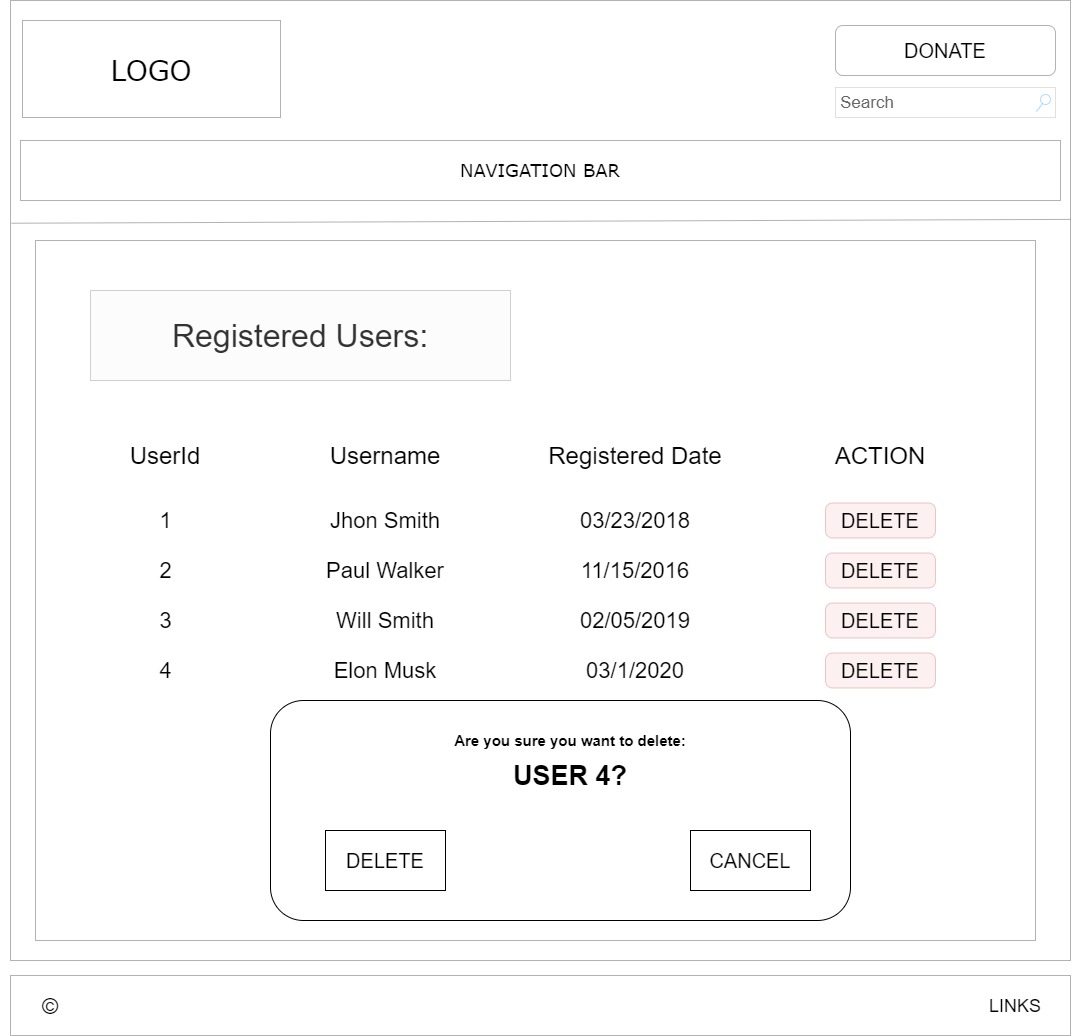 LOGO
DONATE
Search
NAVIGATION BAR
Registered Users:
UserId Username Registered Date ACTION
1 Jhon Smith 03/23/2018 DELETE
2 Paul Walker 11/15/2016 DELETE
3 Will Smith 02/05/2019 DELETE
4 Elon Musk 03/1/2020 DELETE
Are you sure you want to delete:
USER 4?
DELETE CANCEL
© LINKS